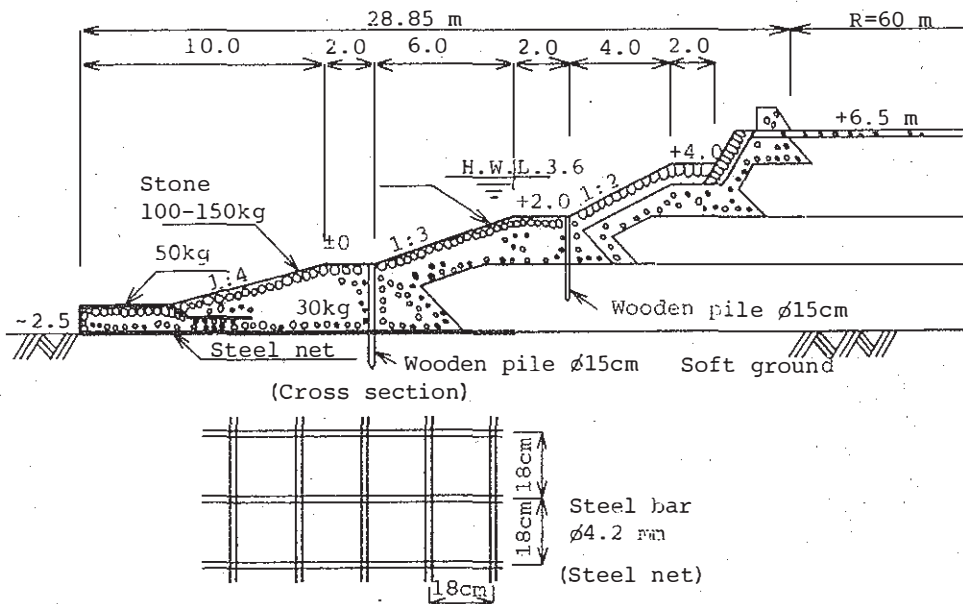 28.85 m
R=60 m
10.0
2.0
6.0
2.0
4.0
2.0
+6.5 m
H.W.L.3.6
+4.0
Stone
100-150kg
1:2
+2.0
±0
1:3
50kg
1:4
30kg
Wooden pile ø15cm
~2.5
Steel net
Wooden pile ø15cm
Soft ground
(Cross section)
18cm
18cm
Steel bar
ø4.2 mm
(Steel net)
18cm